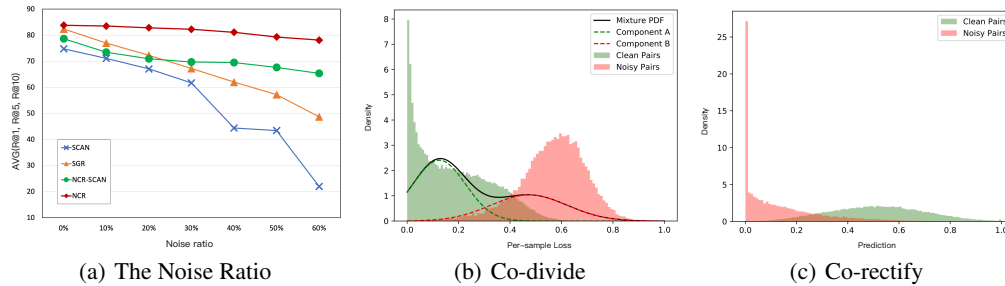 AVG(R@1, R@5, R@10)
90
80
70
60
50
40
30
20
10
SCAN
SGR
NCR-SCAN
NCR
0% 10% 20% 30% 40% 50% 60%
Noise ratio
(a) The Noise Ratio
Density
8
7
6
5
4
3
2
1
0
Mixture PDF
Component A
Component B
Clean Pairs
Noisy Pairs
0.0 0.2 0.4 0.6 0.8 1.0
Per-sample Loss
(b) Co-divide
Density
25
20
15
10
5
0
Clean Pairs
Noisy Pairs
0.0 0.2 0.4 0.6 0.8 1.0
Prediction
(c) Co-rectify